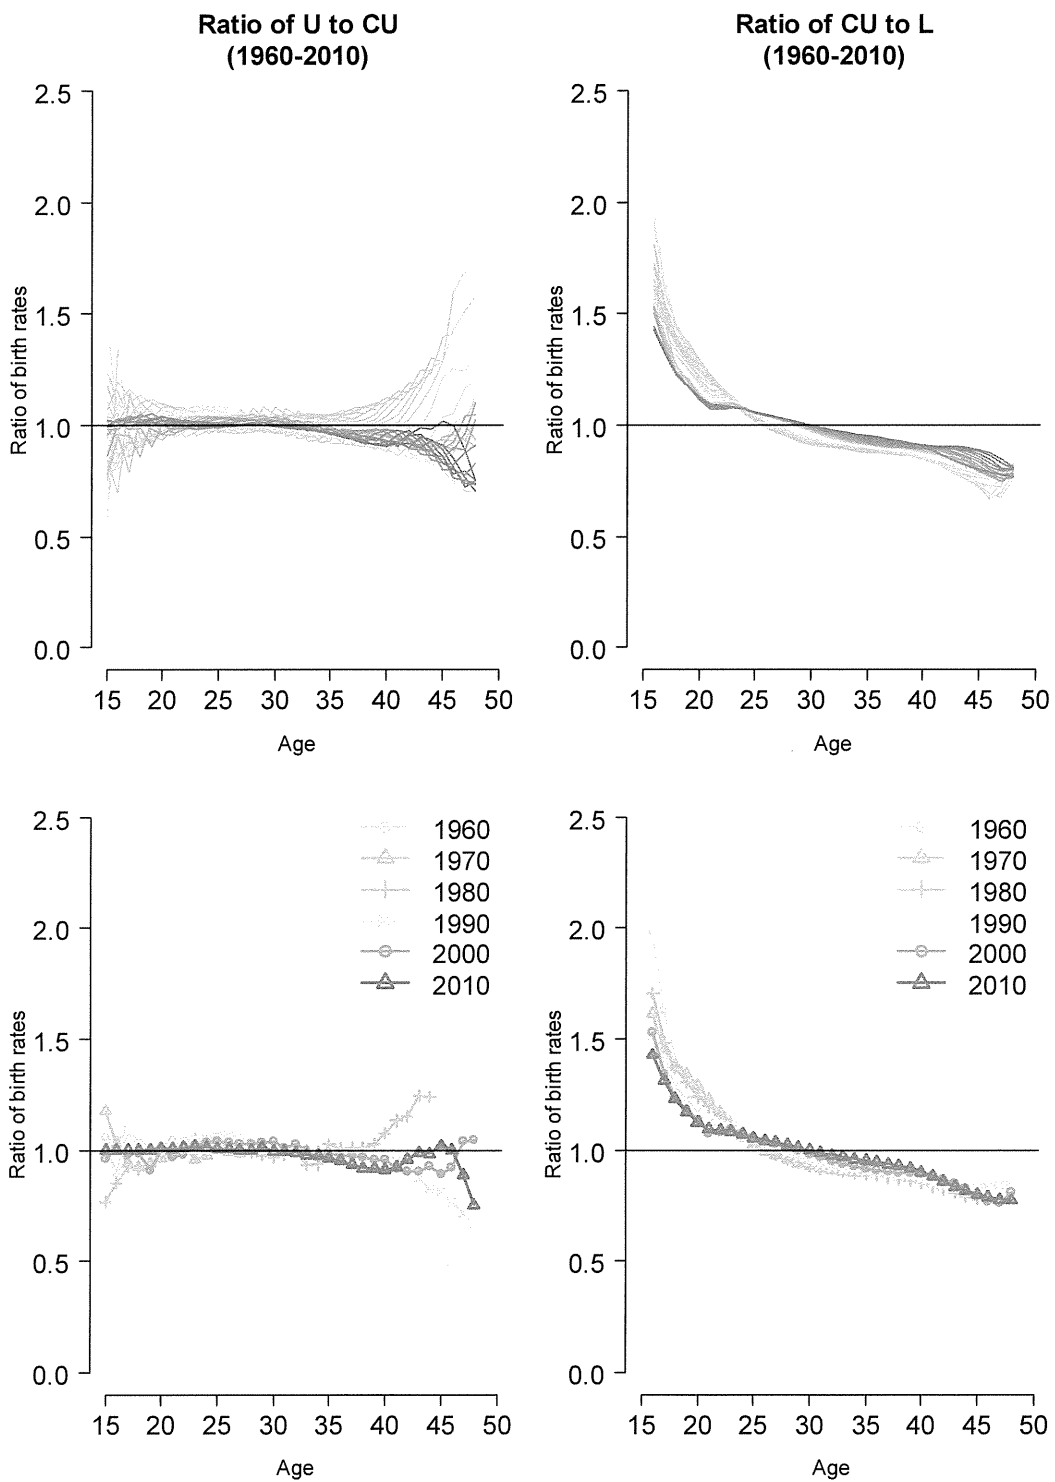 Ratio of U to CU
(1960-2010)
2.5
2.0
1.5
1.0
0.5
0.0
Ratio of birth rates
15 20 25 30 35 40 45 50
Age
Ratio of CU to L
(1960-2010)
2.5
2.0
1.5
1.0
0.5
0.0
Ratio of birth rates
15 20 25 30 35 40 45 50
Age
2.5
2.0
1.5
1.0
0.5
0.0
Ratio of birth rates
1960
1970
1980
1990
2000
2010
15 20 25 30 35 40 45 50
Age
2.5
2.0
1.5
1.0
0.5
0.0
Ratio of birth rates
1960
1970
1980
1990
2000
2010
15 20 25 30 35 40 45 50
Age